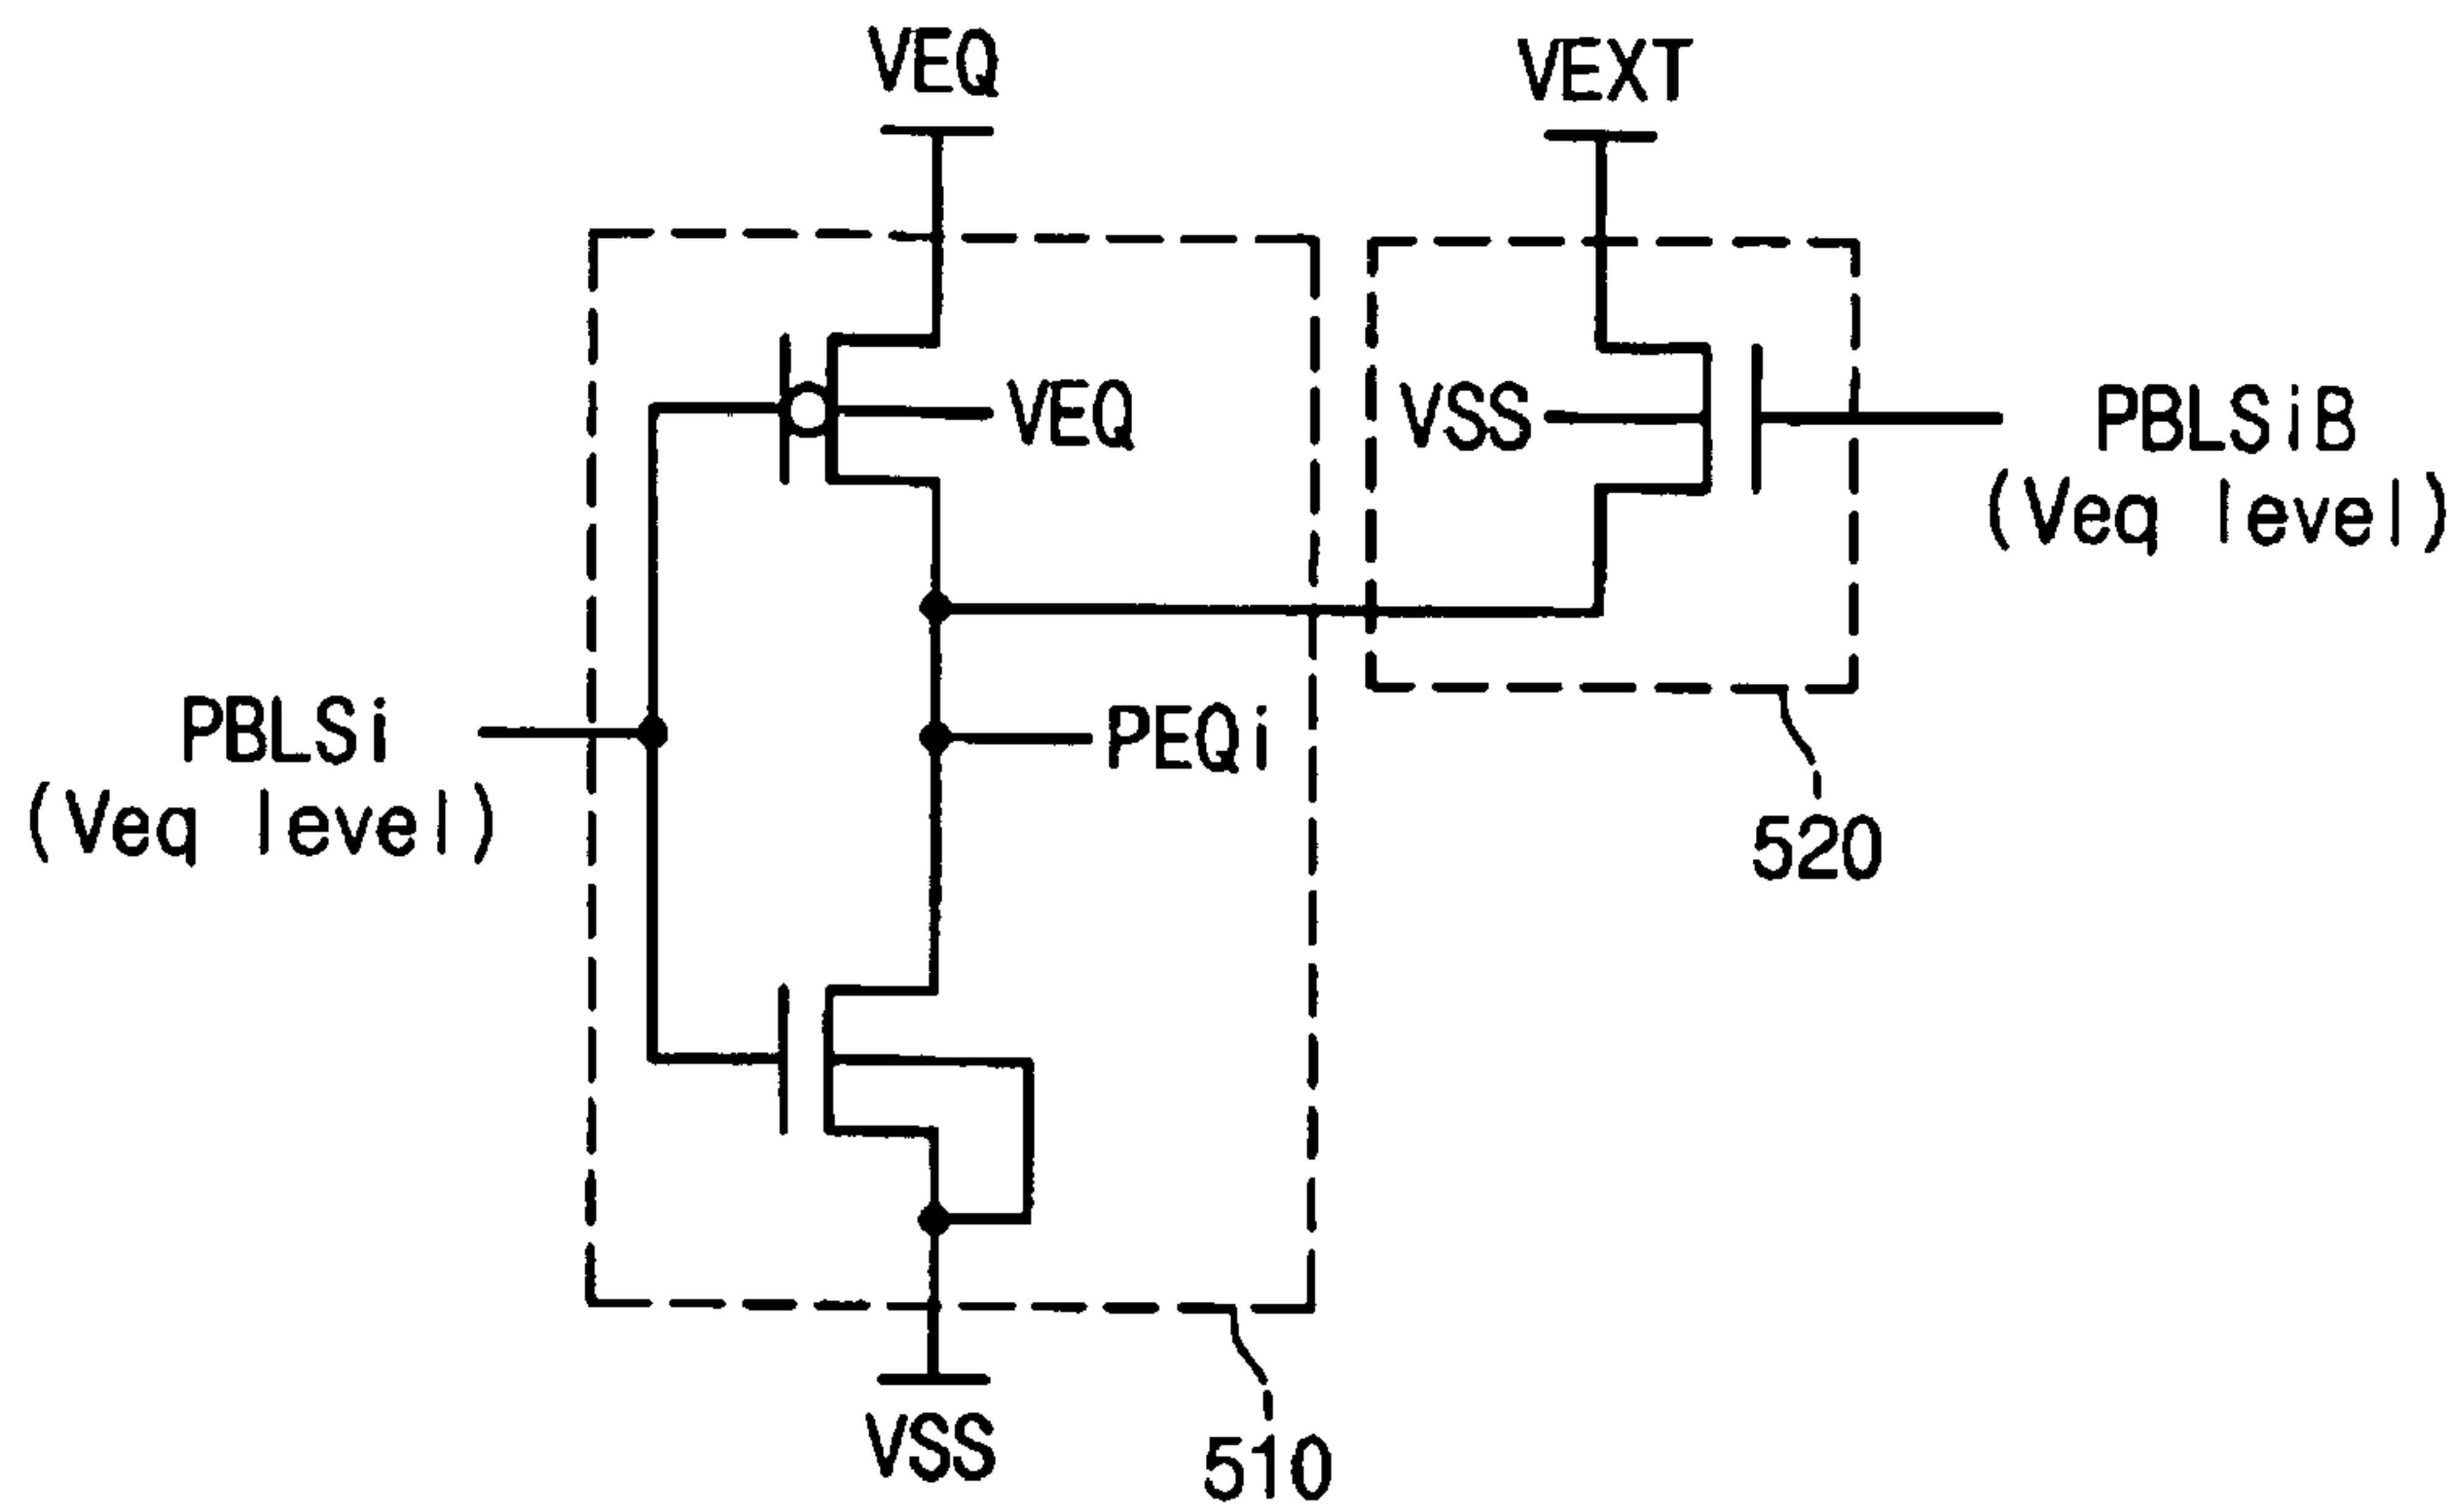 VEQ
VEXT
VEQ
VSS
PBLSiB
(Veq level)
PBLSi
(Veq level)
PEQi
520
VSS
510